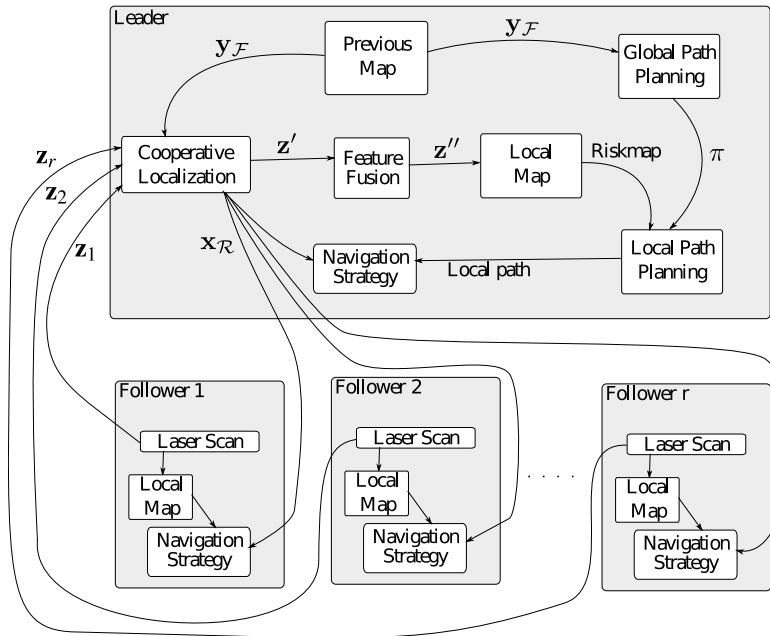 Leader
y_F
Previous
Map
y_F
Global Path
Planning
z_r
z_2
z_1
Cooperative
Localization
z′
Feature
Fusion
z″
Local
Map
Riskmap
π
x_R
Navigation
Strategy
Local path
Local Path
Planning
Follower 1
Laser Scan
Local
Map
Navigation
Strategy
Follower 2
Laser Scan
Local
Map
Navigation
Strategy
. . . .
Follower r
Laser Scan
Local
Map
Navigation
Strategy